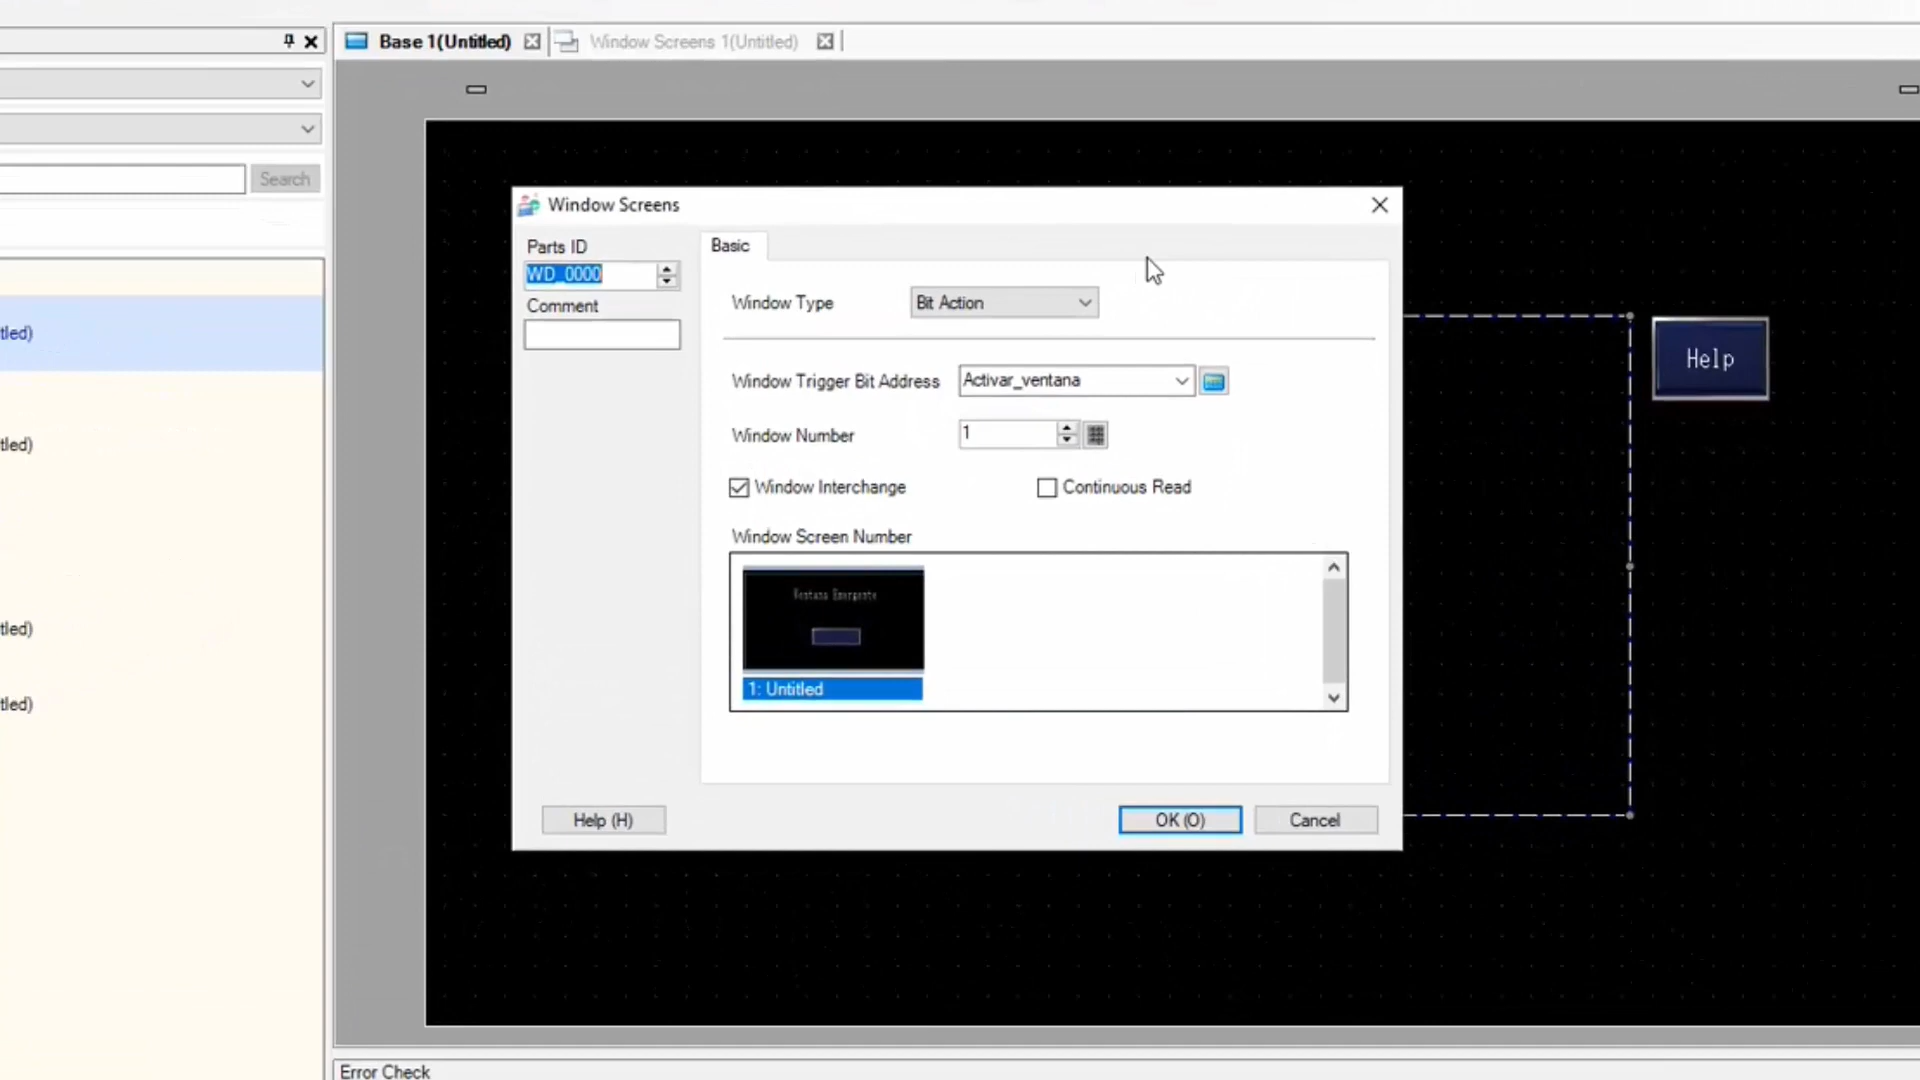 Base 1(Untitled)
Window Screens 1(Untitled)
Search
Window Screens
Parts ID
Basic
WD_0000
Comment
Window Type
Bit Action
tled)
Help
Window Trigger Bit Address
Activar_ventana
Window Number
1
tled)
Window Interchange
Continuous Read
Window Screen Number
Ventana Emergente
tled)
1: Untitled
tled)
Help (H)
OK (O)
Cancel
Error Check